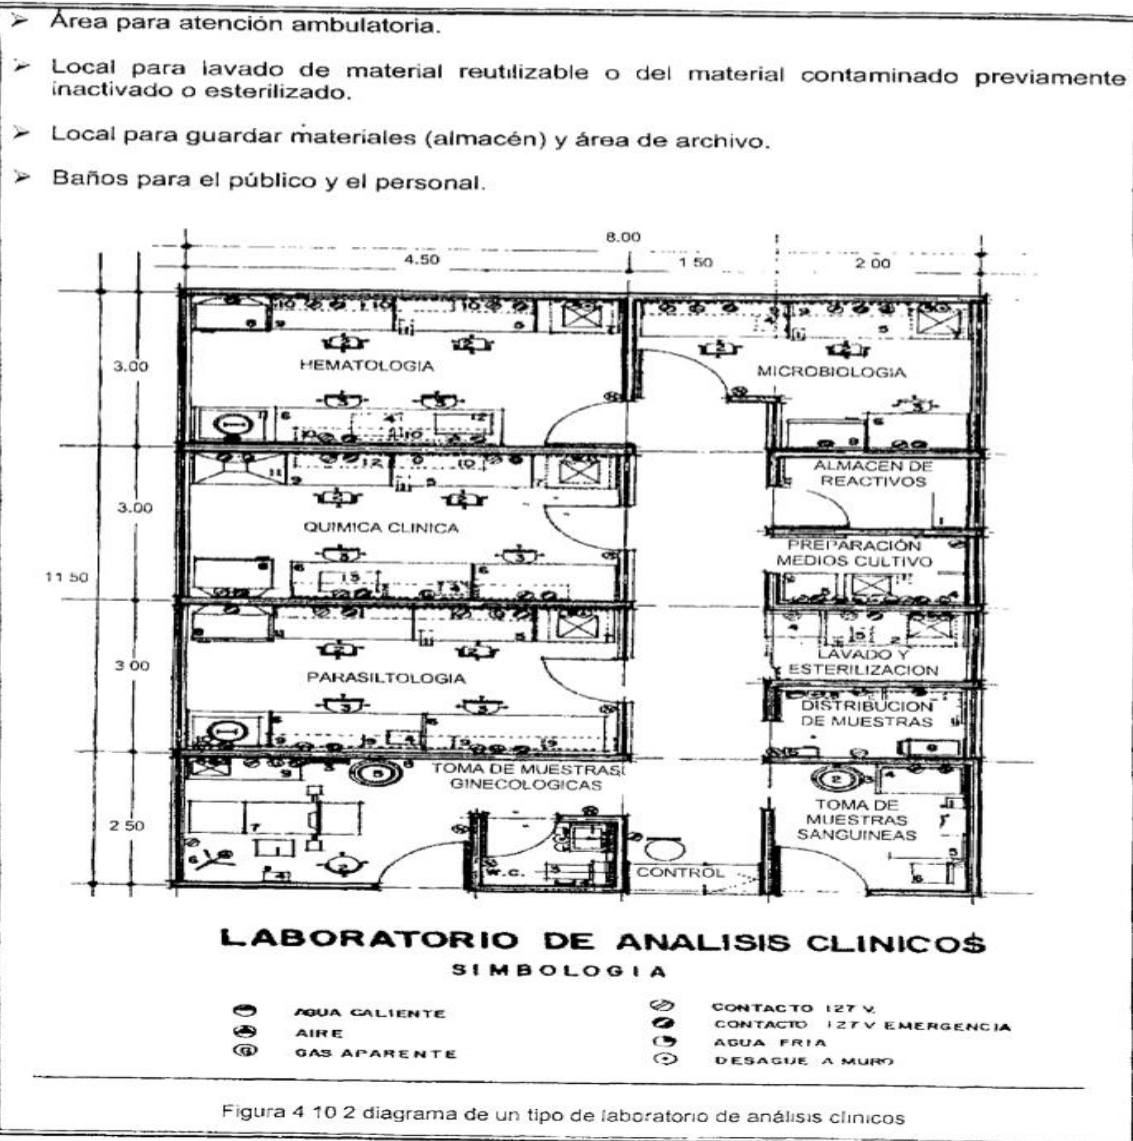 ➢ Área para atención ambulatoria.
➢ Local para lavado de material reutilizable o del material contaminado previamente
inactivado o esterilizado.
➢ Local para guardar materiales (almacén) y área de archivo.
➢ Baños para el público y el personal.
8.00
4.50
1 50
2 00
3.00
HEMATOLOGIA
MICROBIOLOGIA
ALMACEN DE
REACTIVOS
3.00
QUIMICA CLINICA
PREPARACIÓN
MEDIOS CULTIVO
11 50
3 00
PARASILTOLOGIA
LAVADO Y
ESTERILIZACION
DISTRIBUCION
DE MUESTRAS
TOMA DE MUESTRAS
GINECOLOGICAS
2 50
TOMA DE
MUESTRAS
SANGUINEAS
W.C.
CONTROL
LABORATORIO DE ANALISIS CLINICOS
SIMBOLOGIA
AGUA CALIENTE
AIRE
GAS APARENTE
CONTACTO 127 V.
CONTACTO 127 V EMERGENCIA
AGUA FRIA
DESAGUE A MURO
Figura 4 10 2 diagrama de un tipo de laboratorio de análisis clinicos